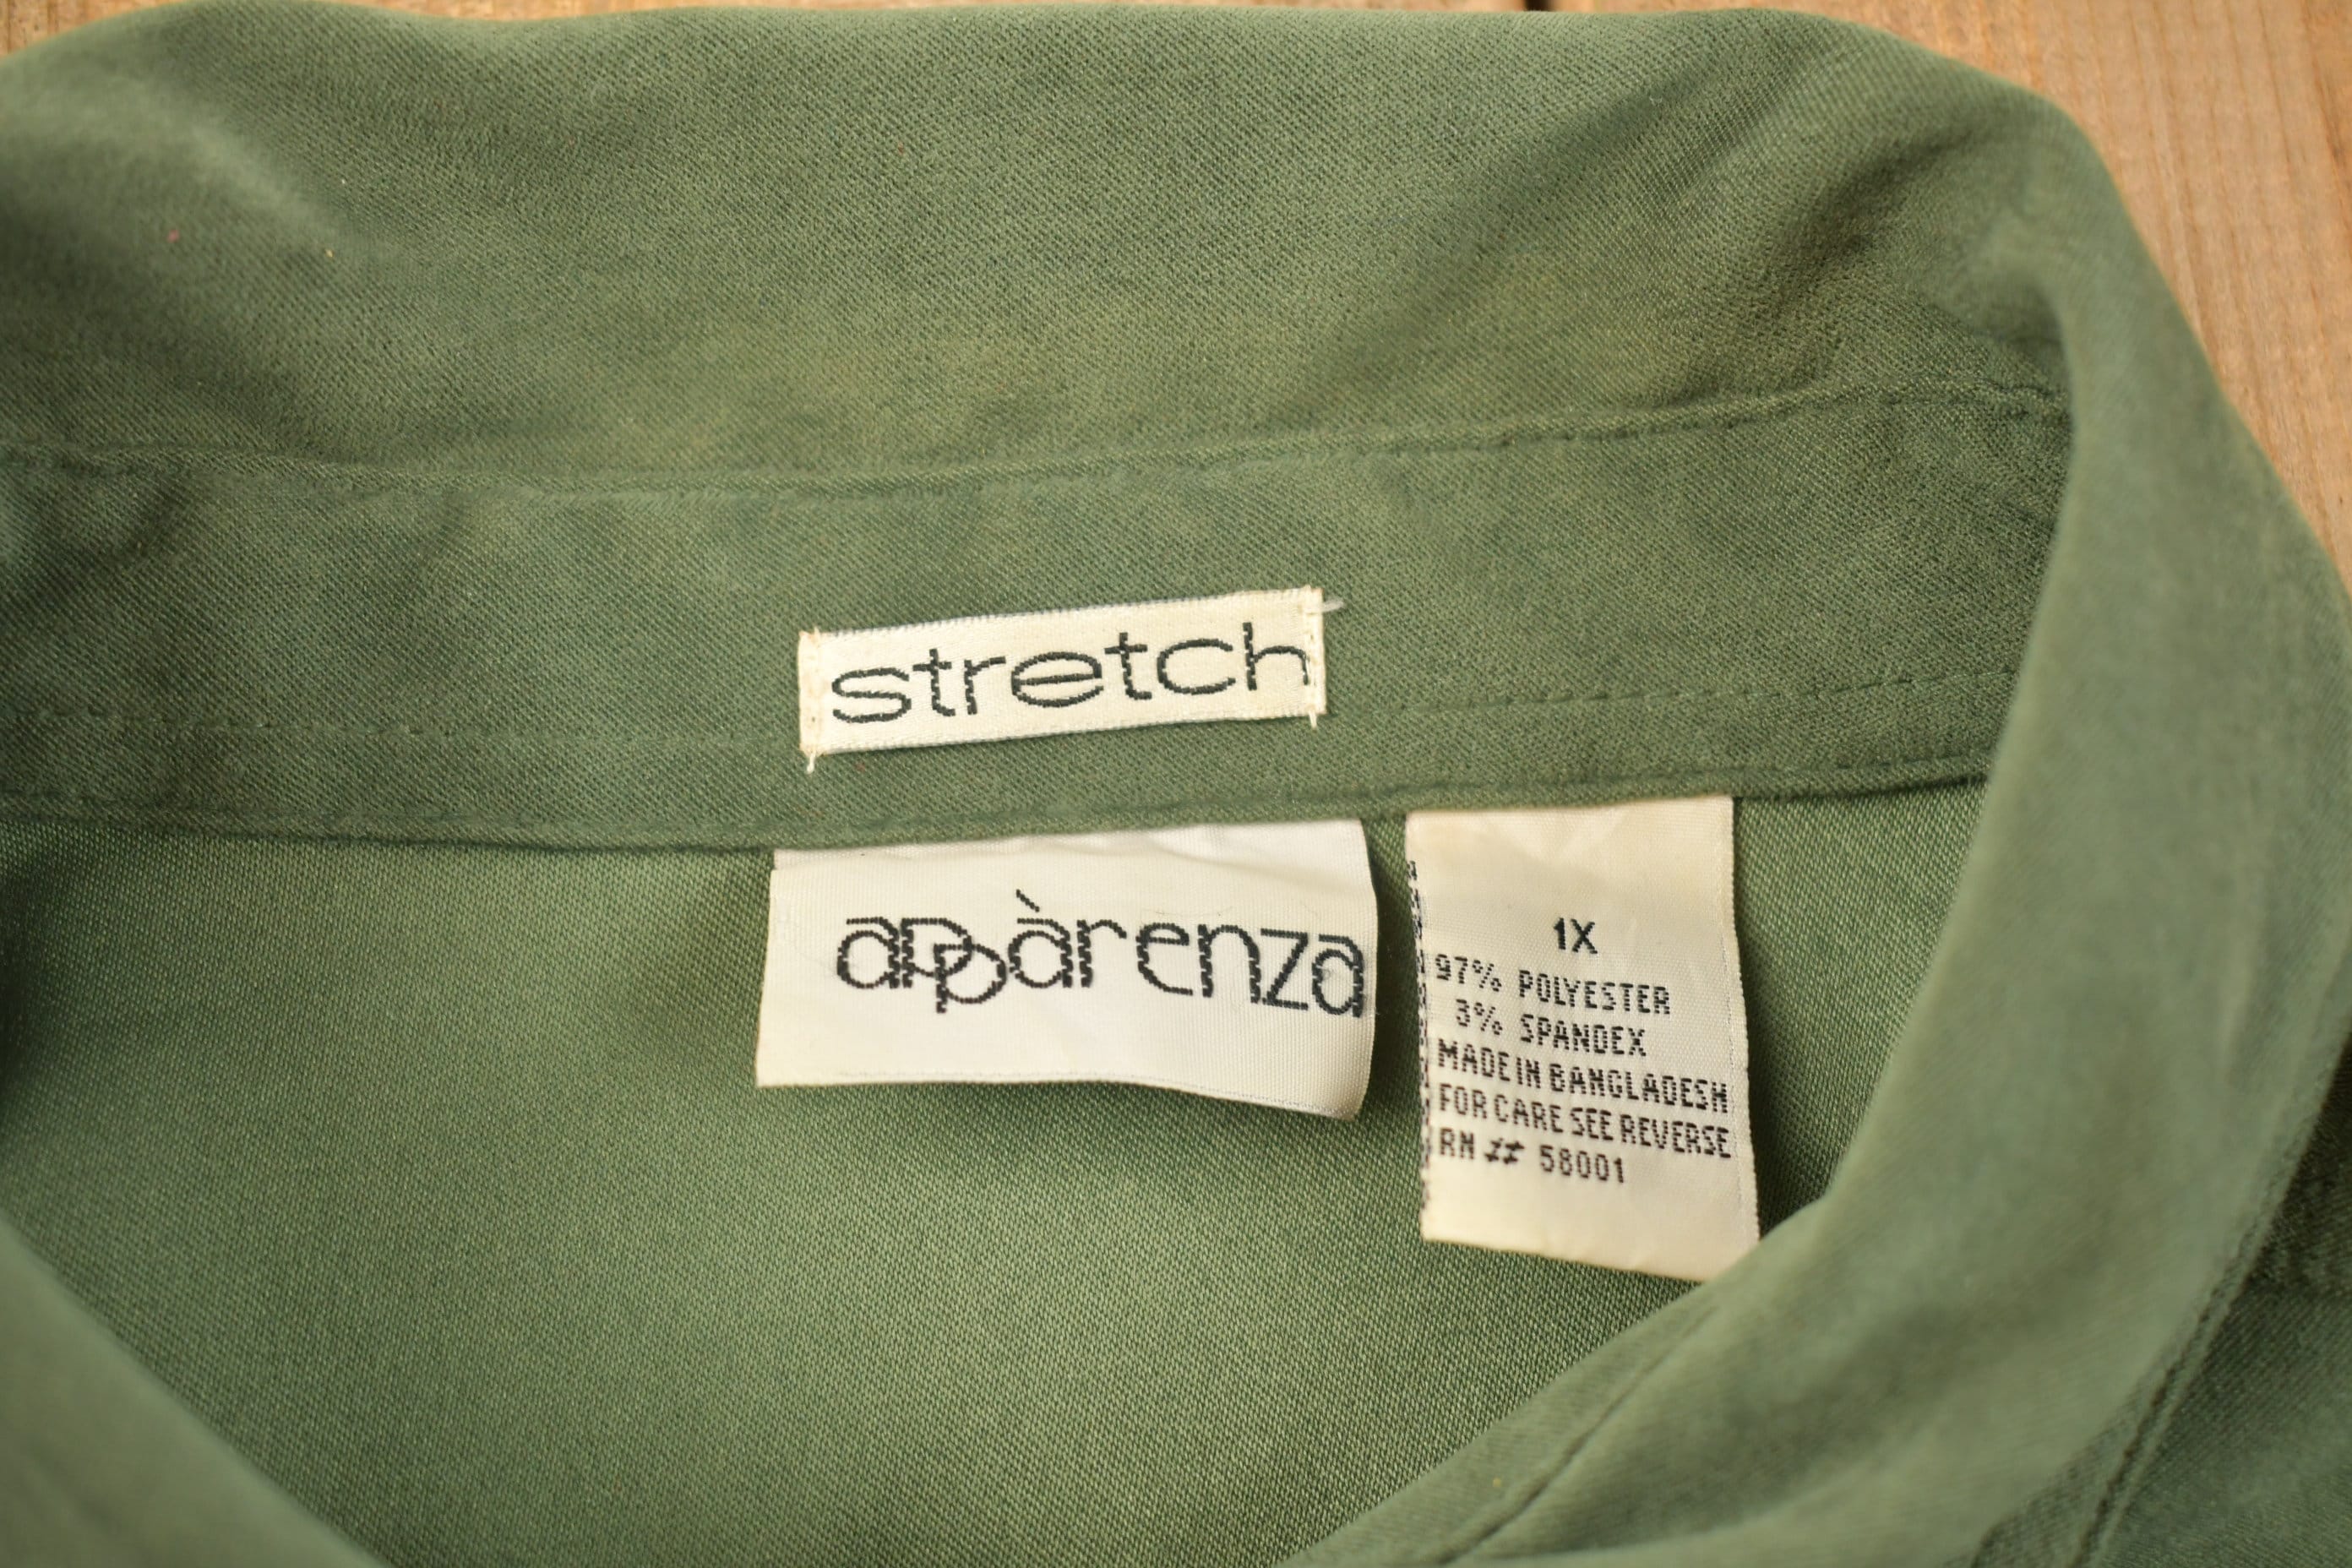 stretch
appàrenza
1X
97% POLYESTER
3% SPANDEX
MADE IN BANGLADESH
FOR CARE SEE REVERSE
RN # 58001